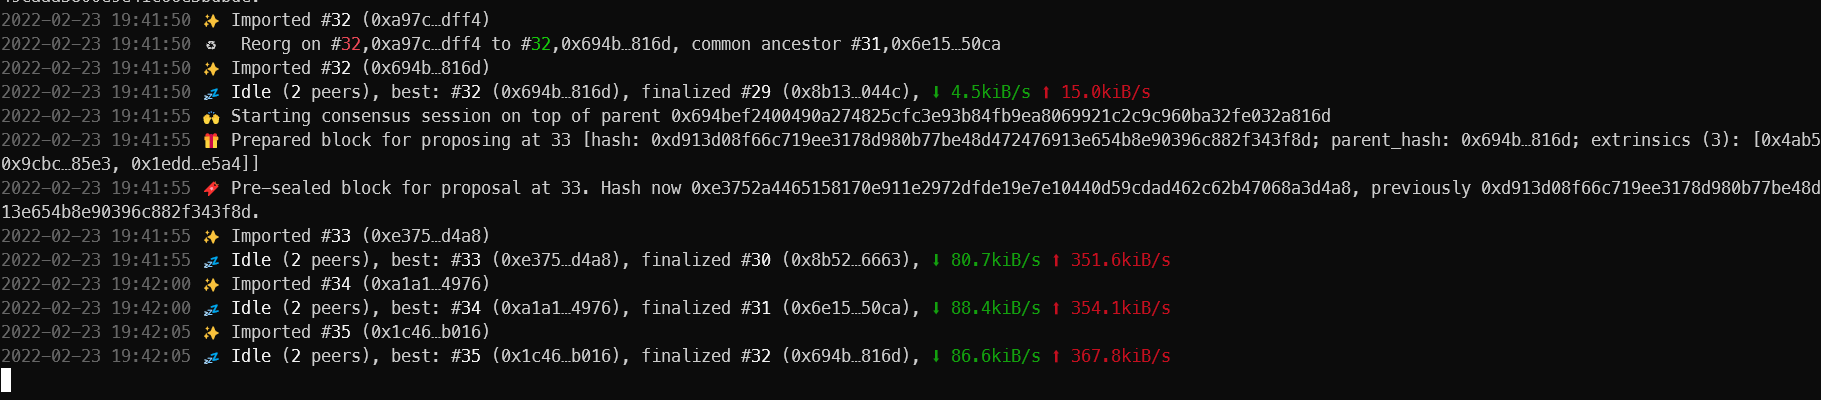 2022-02-23 19:41:50 ✨ Imported #32 (0xa97c…dff4)
2022-02-23 19:41:50 ♻️  Reorg on #32,0xa97c…dff4 to #32,0x694b…816d, common ancestor #31,0x6e15…50ca
2022-02-23 19:41:50 ✨ Imported #32 (0x694b…816d)
2022-02-23 19:41:50 💤 Idle (2 peers), best: #32 (0x694b…816d), finalized #29 (0x8b13…044c), ⬇ 4.5kiB/s ⬆ 15.0kiB/s
2022-02-23 19:41:55 🙌 Starting consensus session on top of parent 0x694bef2400490a274825cfc3e93b84fb9ea8069921c2c9c960ba32fe032a816d
2022-02-23 19:41:55 🎁 Prepared block for proposing at 33 [hash: 0xd913d08f66c719ee3178d980b77be48d472476913e654b8e90396c882f343f8d; parent_hash: 0x694b…816d; extrinsics (3): [0x4ab5
0x9cbc…85e3, 0x1edd…e5a4]]
2022-02-23 19:41:55 🔖 Pre-sealed block for proposal at 33. Hash now 0xe3752a4465158170e911e2972dfde19e7e10440d59cdad462c62b47068a3d4a8, previously 0xd913d08f66c719ee3178d980b77be48d
13e654b8e90396c882f343f8d.
2022-02-23 19:41:55 ✨ Imported #33 (0xe375…d4a8)
2022-02-23 19:41:55 💤 Idle (2 peers), best: #33 (0xe375…d4a8), finalized #30 (0x8b52…6663), ⬇ 80.7kiB/s ⬆ 351.6kiB/s
2022-02-23 19:42:00 ✨ Imported #34 (0xa1a1…4976)
2022-02-23 19:42:00 💤 Idle (2 peers), best: #34 (0xa1a1…4976), finalized #31 (0x6e15…50ca), ⬇ 88.4kiB/s ⬆ 354.1kiB/s
2022-02-23 19:42:05 ✨ Imported #35 (0x1c46…b016)
2022-02-23 19:42:05 💤 Idle (2 peers), best: #35 (0x1c46…b016), finalized #32 (0x694b…816d), ⬇ 86.6kiB/s ⬆ 367.8kiB/s